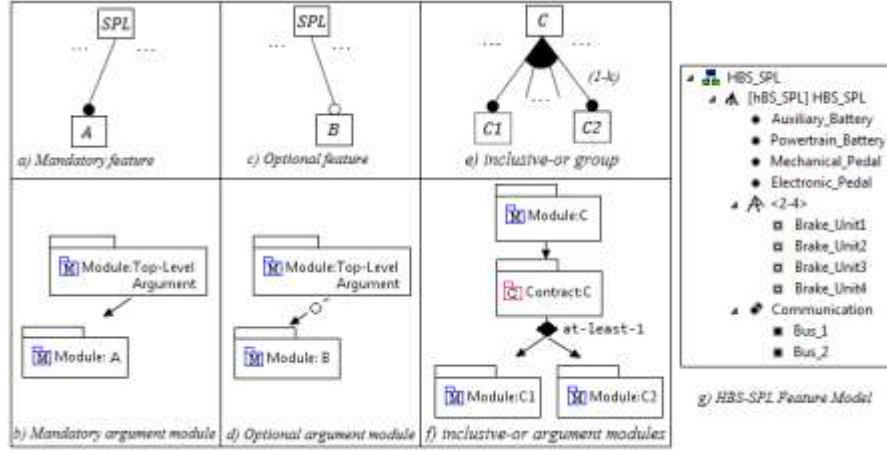 SPL
...
...
A
a) Mandatory feature
SPL
...
...
B
c) Optional feature
C
...
...
(1-k)
...
C1
C2
e) inclusive-or group
M Module:Top-Level
Argument
M Module: A
b) Mandatory argument module
M Module:Top-Level
Argument
M Module: B
d) Optional argument module
M Module:C
C Contract:C
at-least-1
M Module:C1
M Module:C2
f) inclusive-or argument modules
HBS_SPL
[hBS_SPL] HBS_SPL
Auxiliary_Battery
Powertrain_Battery
Mechanical_Pedal
Electronic_Pedal
<2-4>
Brake_Unit1
Brake_Unit2
Brake_Unit3
Brake_Unit4
Communication
Bus_1
Bus_2
g) HBS-SPL Feature Model